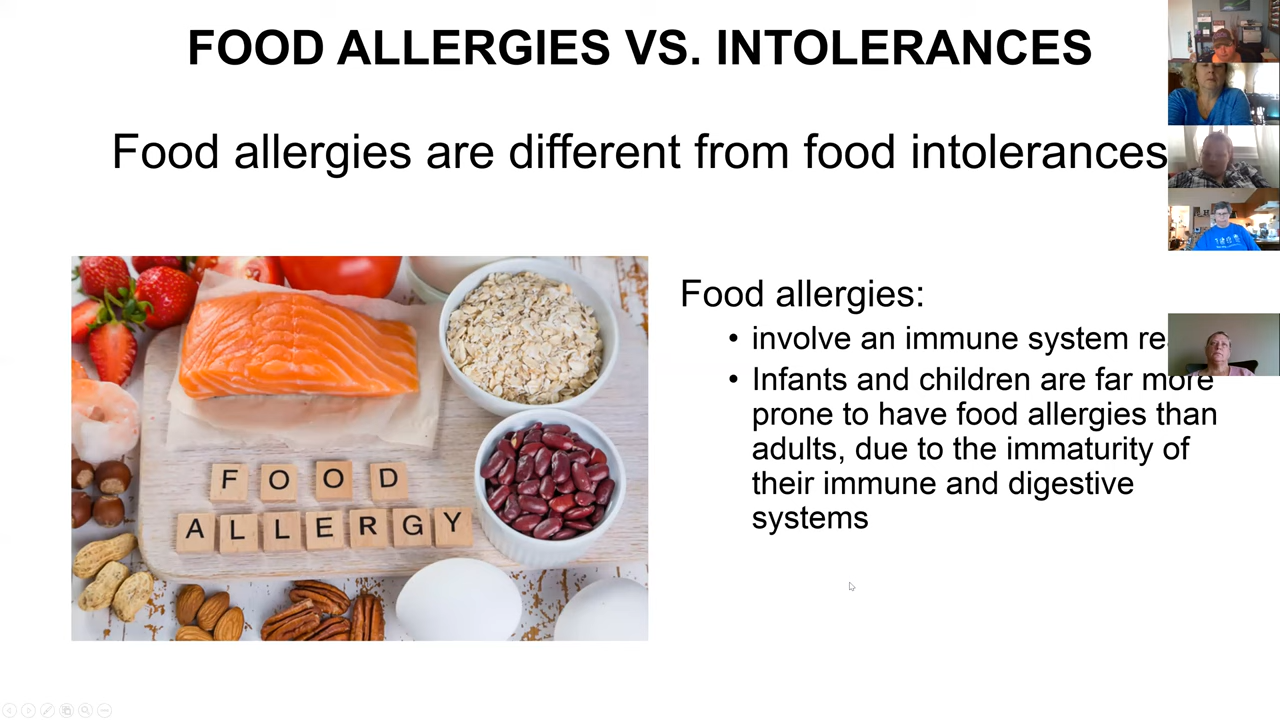 FOOD ALLERGIES VS. INTOLERANCES
Food allergies are different from food intolerances
FOOD
ALLERGY
Food allergies:
• involve an immune system
• Infants and children are far more
prone to have food allergies than
adults, due to the immaturity of
their immune and digestive
systems